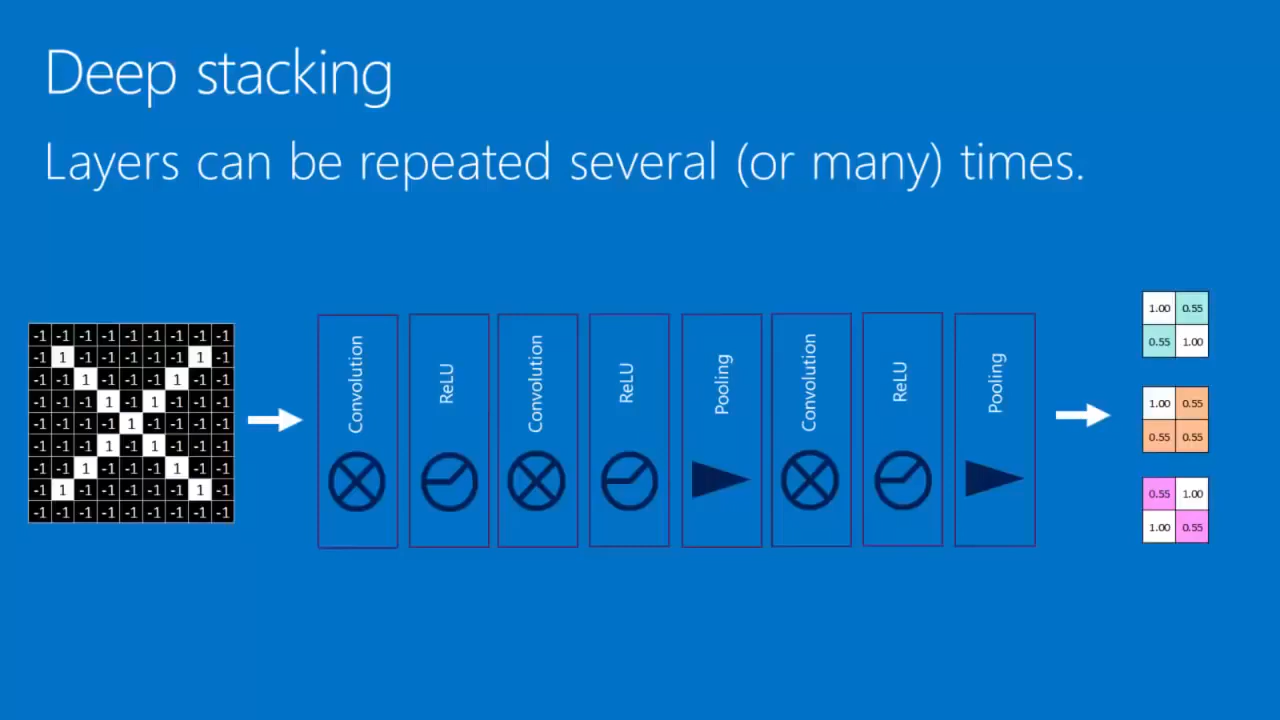 Deep stacking
Layers can be repeated several (or many) times.
-1 -1 -1 -1 -1 -1 -1 -1 -1
-1 1 -1 -1 -1 -1 -1 1 -1
-1 -1 1 -1 -1 -1 1 -1 -1
-1 -1 -1 1 -1 1 -1 -1 -1
-1 -1 -1 -1 1 -1 -1 -1 -1
-1 -1 -1 1 -1 1 -1 -1 -1
-1 -1 1 -1 -1 -1 1 -1 -1
-1 1 -1 -1 -1 -1 -1 1 -1
-1 -1 -1 -1 -1 -1 -1 -1 -1
Convolution
ReLU
Convolution
ReLU
Pooling
Convolution
ReLU
Pooling
1.00 0.55
0.55 1.00
1.00 0.55
0.55 0.55
0.55 1.00
1.00 0.55